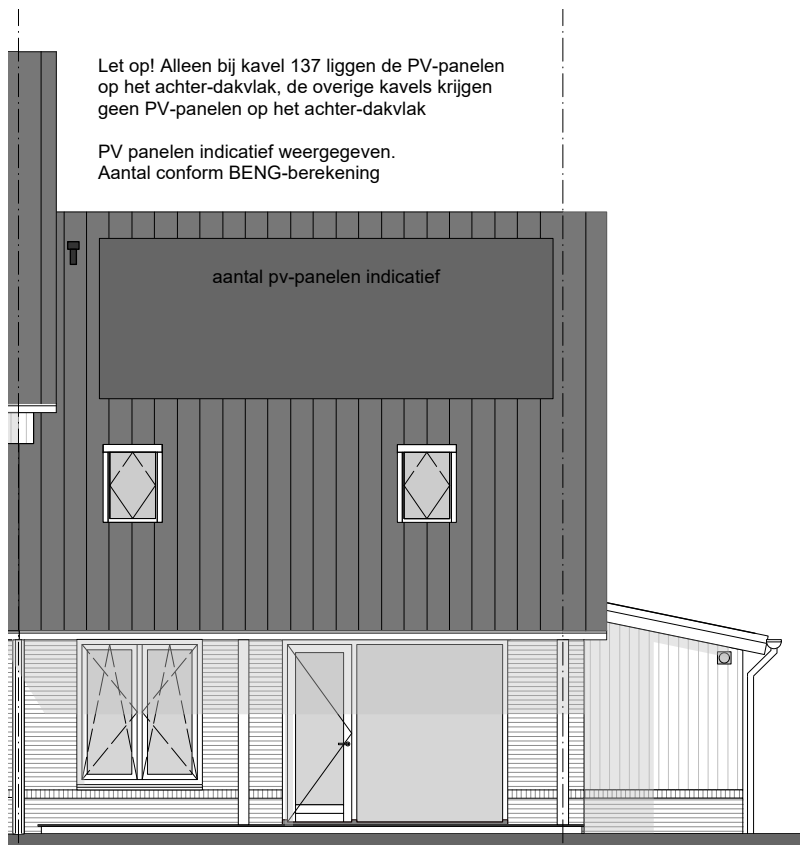 Let op! Alleen bij kavel 137 liggen de PV-panelen
op het achter-dakvlak, de overige kavels krijgen
geen PV-panelen op het achter-dakvlak
PV panelen indicatief weergegeven.
Aantal conform BENG-berekening
aantal pv-panelen indicatief